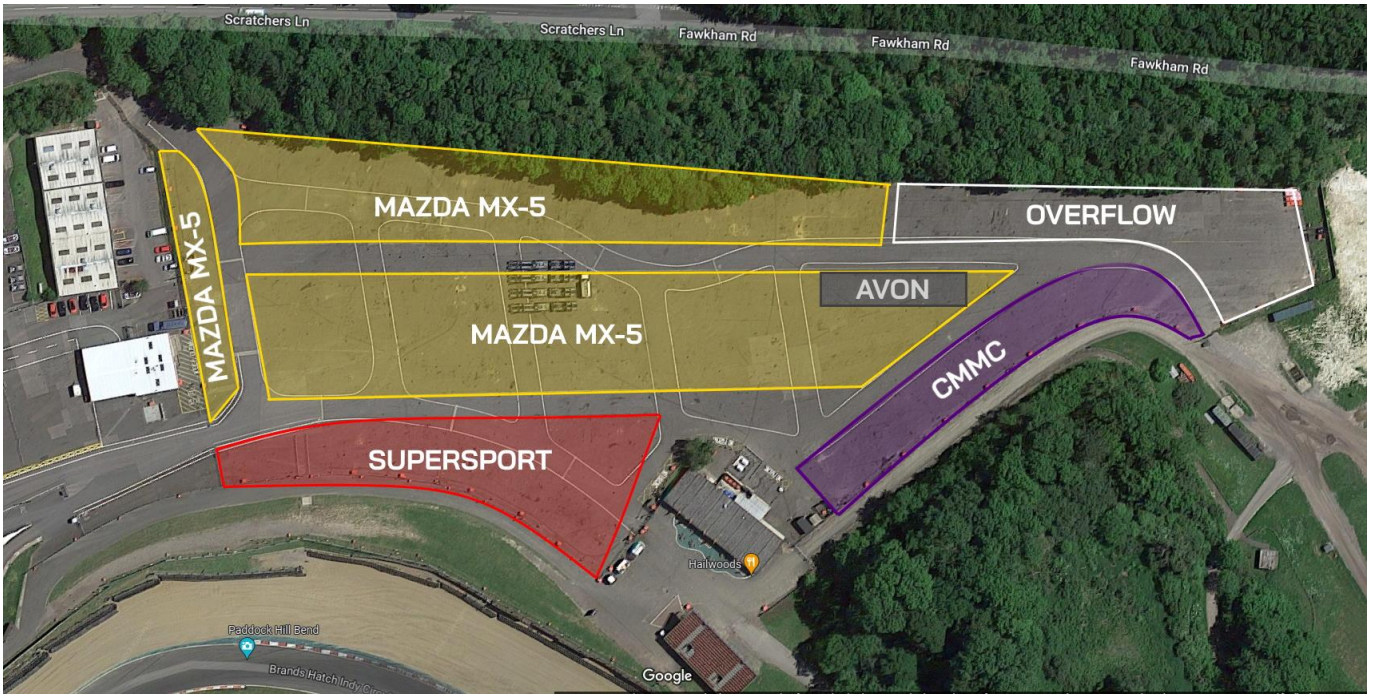 Scratchers Ln
Scratchers Ln
Fawkham Rd
Fawkham Rd
Fawkham Rd
MAZDA MX-5
MAZDA MX-5
OVERFLOW
AVON
MAZDA MX-5
CMMC
SUPERSPORT
Hailwoods
Paddock Hill Bend
Brands Hatch Indy
Google